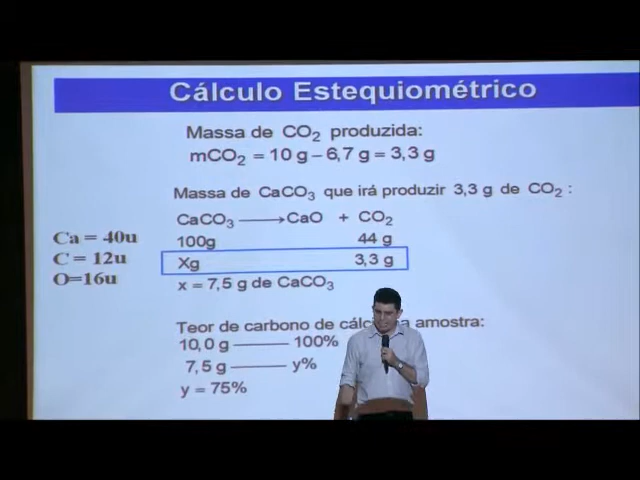 Cálculo Estequiométrico
Massa de CO₂ produzida:
mCO₂ = 10 g – 6,7 g = 3,3 g
Massa de CaCO₃ que irá produzir 3,3 g de CO₂ :
CaCO₃ ⟶ CaO + CO₂
100g 44 g
Xg 3,3 g
x = 7,5 g de CaCO₃
Ca = 40u
C = 12u
O=16u
Teor de carbono de cálci a amostra:
10,0 g ——— 100%
7,5 g ——— y%
y = 75%